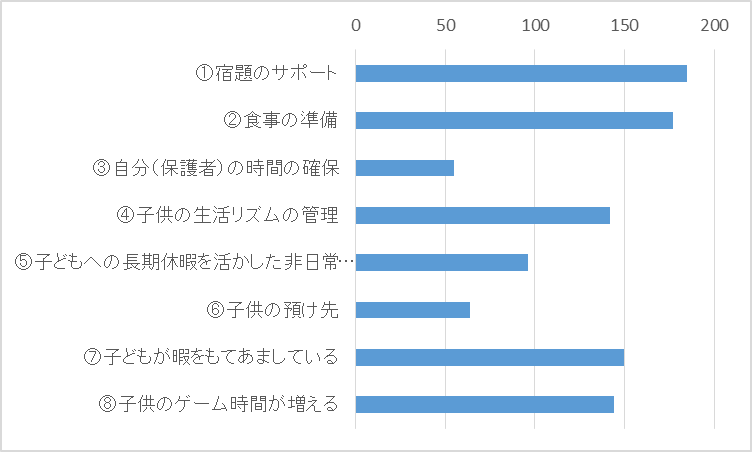 0 50 100 150 200
①宿題のサポート
②食事の準備
③自分（保護者）の時間の確保
④子供の生活リズムの管理
⑤子どもへの長期休暇を活かした非日常…
⑥子供の預け先
⑦子どもが暇をもてあましている
⑧子供のゲーム時間が増える